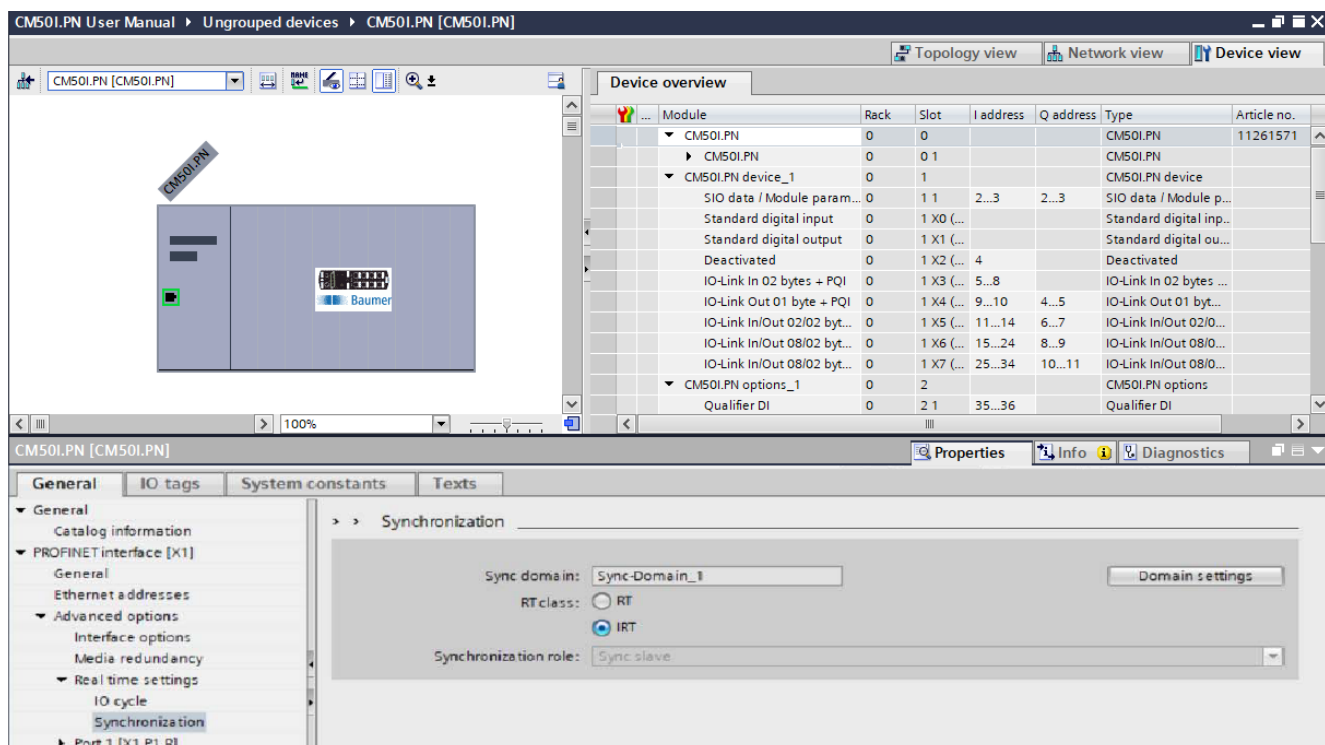 CM50I.PN User Manual ▸ Ungrouped devices ▸ CM50I.PN [CM50I.PN]
Topology view Network view Device view
CM50I.PN [CM50I.PN] NAME ± Device overview
... Module Rack Slot I address Q address Type Article no.
CM50I.PN 0 0 CM50I.PN 11261571
CM50I.PN 0 0 1 CM50I.PN
CM50I.PN device_1 0 1 CM50I.PN device
SIO data / Module param... 0 1 1 2...3 2...3 SIO data / Module p...
Standard digital input 0 1 X0 (... Standard digital inp..
Standard digital output 0 1 X1 (... Standard digital ou...
Deactivated 0 1 X2 (... 4 Deactivated
IO-Link In 02 bytes + PQI 0 1 X3 (... 5...8 IO-Link In 02 bytes ...
IO-Link Out 01 byte + PQI 0 1 X4 (... 9...10 4...5 IO-Link Out 01 byt...
IO-Link In/Out 02/02 byt... 0 1 X5 (... 11...14 6...7 IO-Link In/Out 02/0...
IO-Link In/Out 08/02 byt... 0 1 X6 (... 15...24 8...9 IO-Link In/Out 08/0...
IO-Link In/Out 08/02 byt... 0 1 X7 (... 25...34 10...11 IO-Link In/Out 08/0...
CM50I.PN options_1 0 2 CM50I.PN options
Qualifier DI 0 2 1 35...36 Qualifier DI
CM50I.PN
Baumer
100%
CM50I.PN [CM50I.PN]
Properties Info Diagnostics
General IO tags System constants Texts
General
Catalog information
PROFINET interface [X1]
General
Ethernet addresses
Advanced options
Interface options
Media redundancy
Real time settings
IO cycle
Synchronization
Port 1 [X1 P1 R]
> > Synchronization
Sync domain: Sync-Domain_1 Domain settings
RT class: RT
IRT
Synchronization role: Sync slave